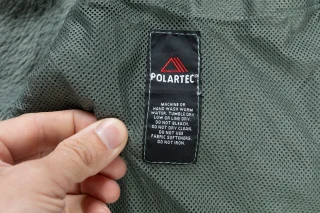 POLARTEC®
MACHINE OR
HAND WASH WARM
WATER, TUMBLE DRY
LOW OR LINE DRY.
DO NOT BLEACH.
DO NOT DRY CLEAN.
DO NOT USE
FABRIC SOFTENERS.
DO NOT IRON.